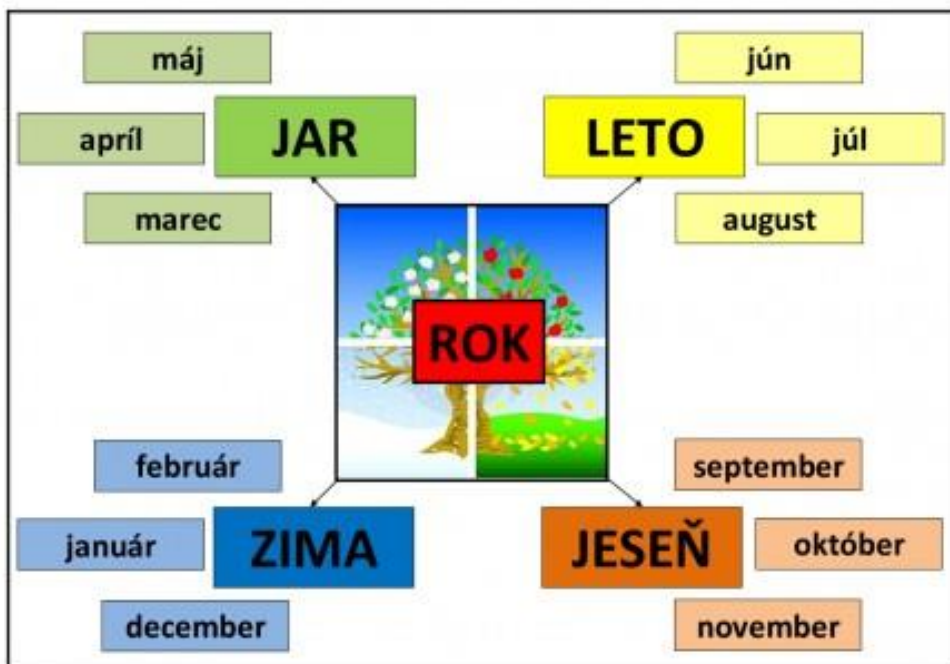 máj
apríl
JAR
marec
jún
LETO
júl
august
ROK
február
január
ZIMA
december
september
JESEŇ
október
november